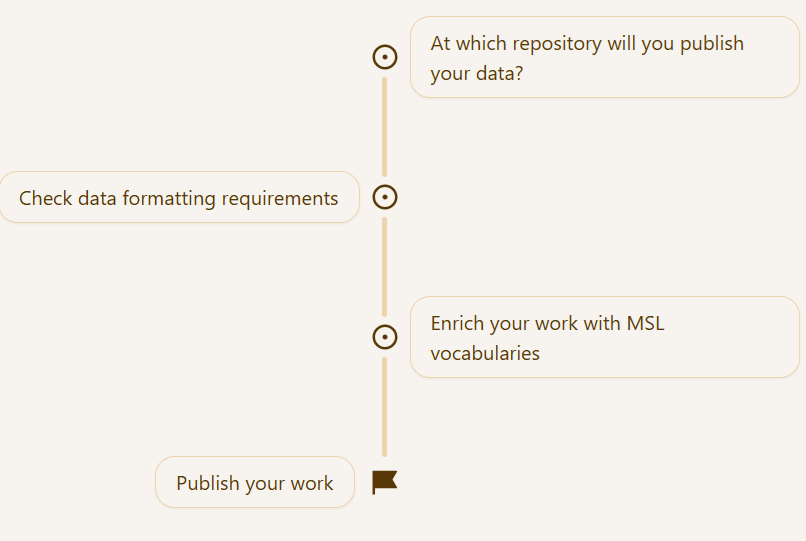 At which repository will you publish
your data?
Check data formatting requirements
Enrich your work with MSL
vocabularies
Publish your work